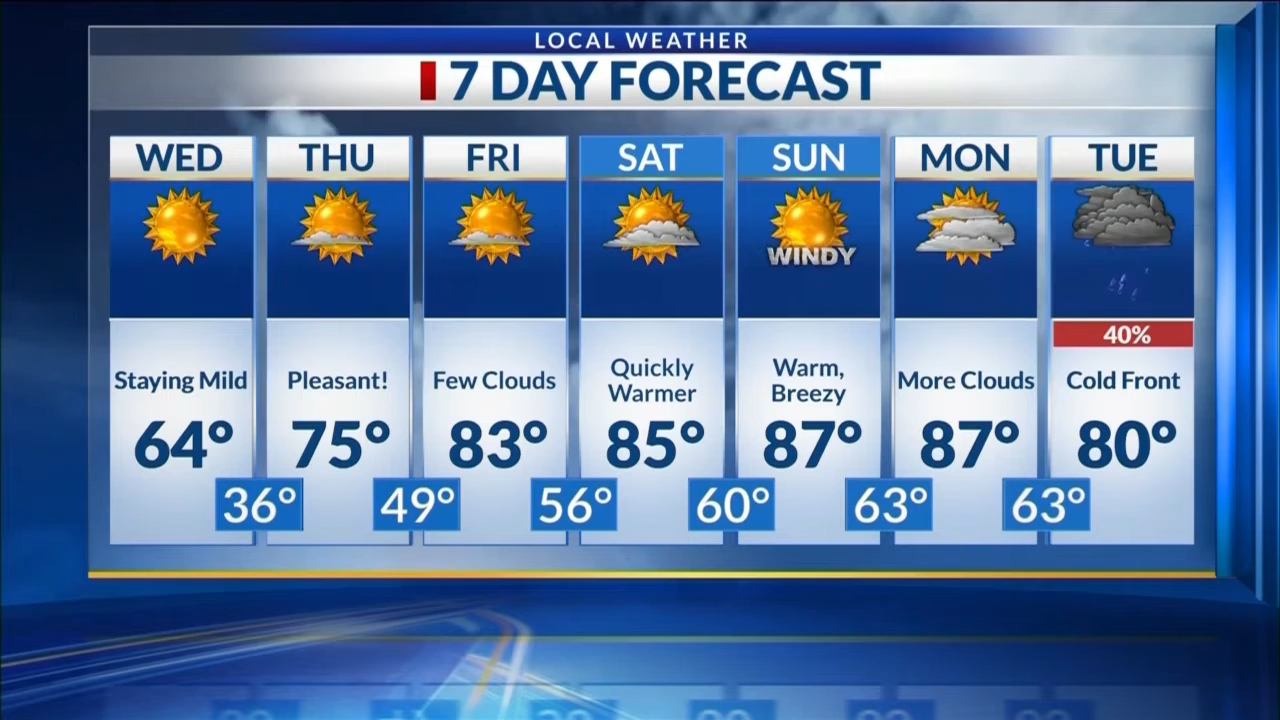 LOCAL WEATHER
7 DAY FORECAST
WED THU FRI SAT SUN MON TUE
WINDY
40%
Staying Mild Pleasant! Few Clouds Quickly Warmer Warm, Breezy More Clouds Cold Front
64° 75° 83° 85° 87° 87° 80°
36° 49° 56° 60° 63° 63°